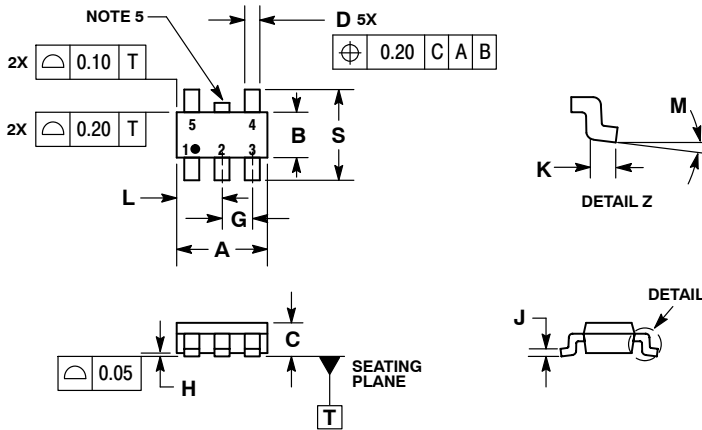 NOTE 5
D 5X
⌖ 0.20 C A B
2X ⌓ 0.10 T
2X ⌓ 0.20 T
5 4
1 2 3
B
S
L
G
A
M
K
DETAIL Z
C
⌓ 0.05
H
SEATING
PLANE
T
J
DETAIL